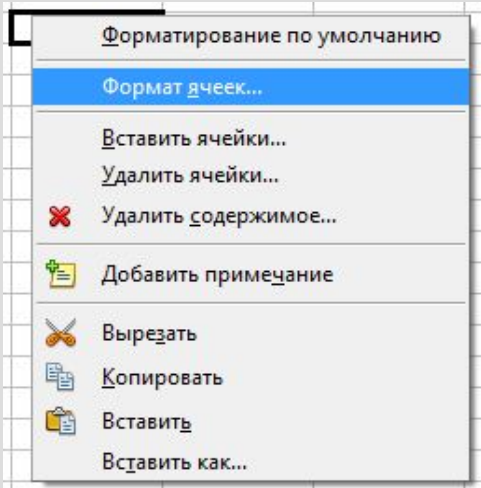 Форматирование по умолчанию
Формат ячеек...
Вставить ячейки...
Удалить ячейки...
Удалить содержимое...
Добавить примечание
Вырезать
Копировать
Вставить
Вставить как...